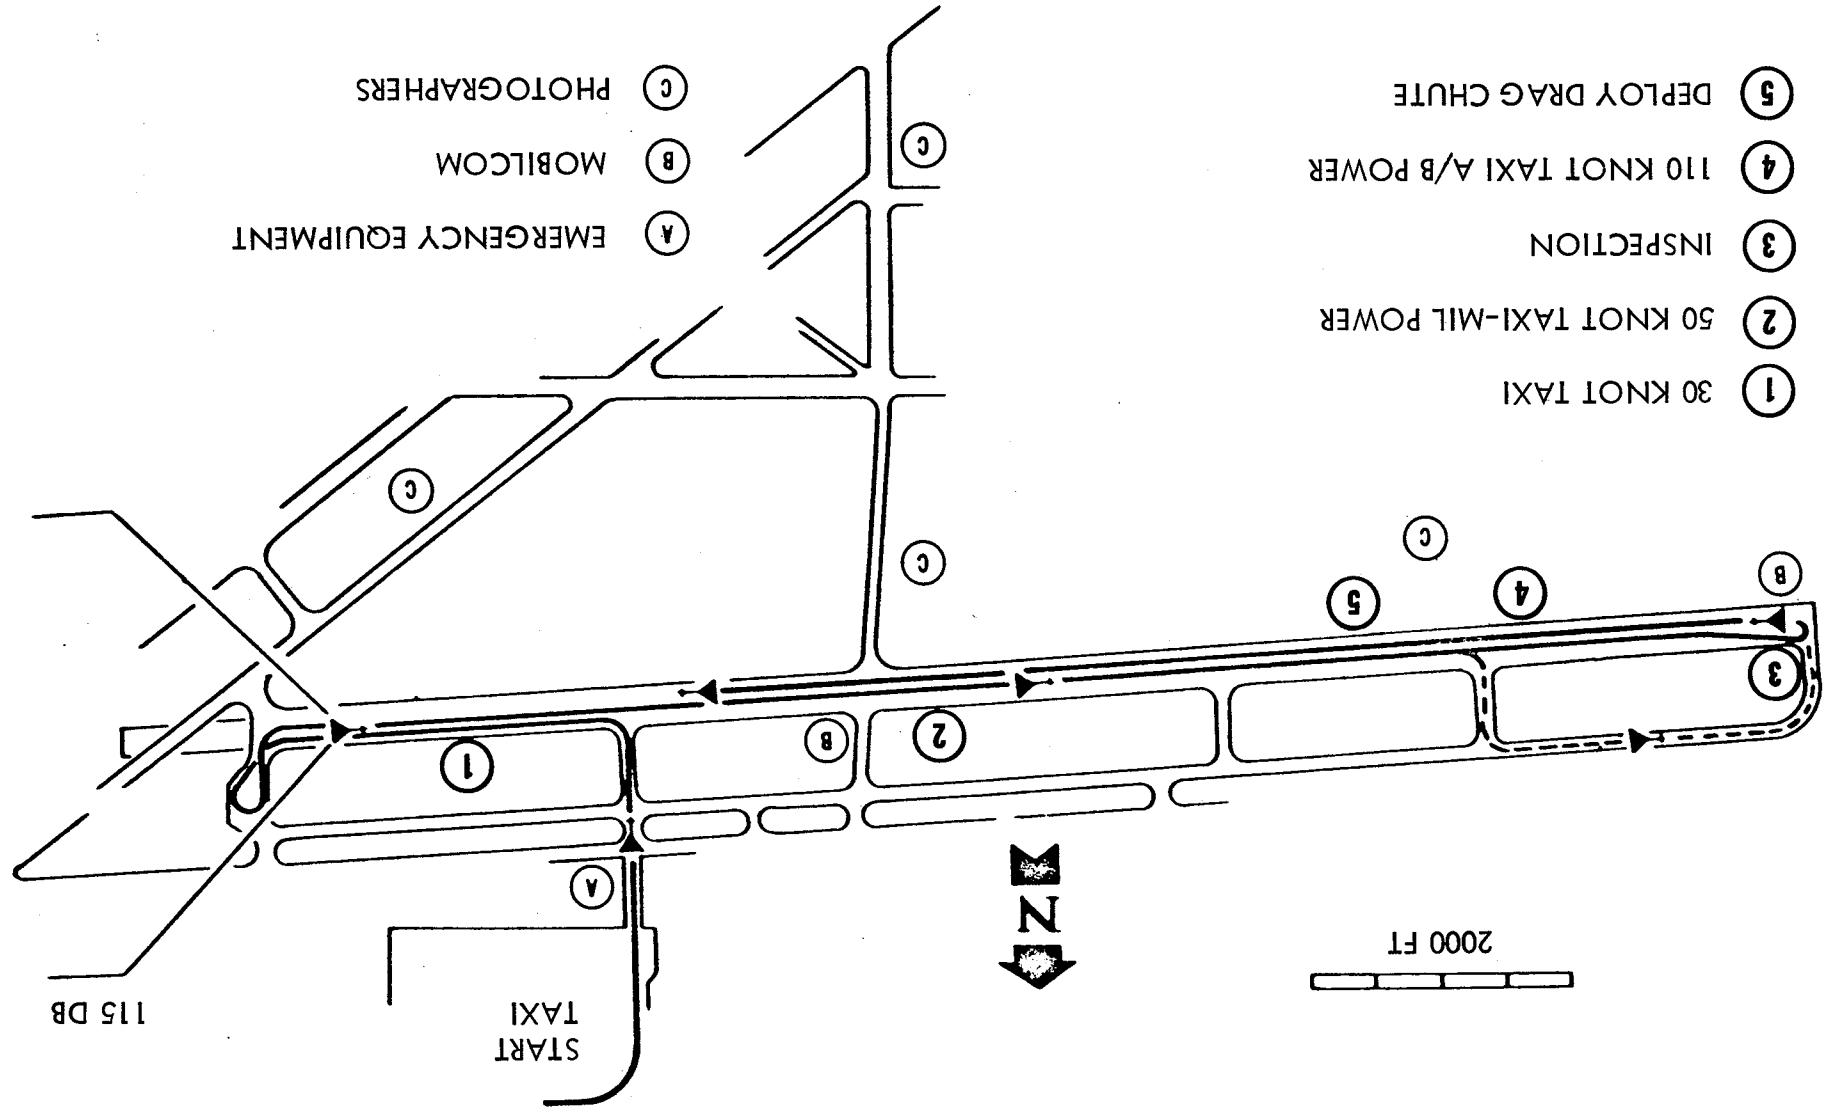 START
TAXI
115 DB
2000 FT
N
A
1
2
B
3
B
4
5
C
C
C
1 30 KNOT TAXI
2 50 KNOT TAXI-MIL POWER
3 INSPECTION
4 110 KNOT TAXI A/B POWER
5 DEPLOY DRAG CHUTE
C
A EMERGENCY EQUIPMENT
B MOBILCOM
C PHOTOGRAPHERS